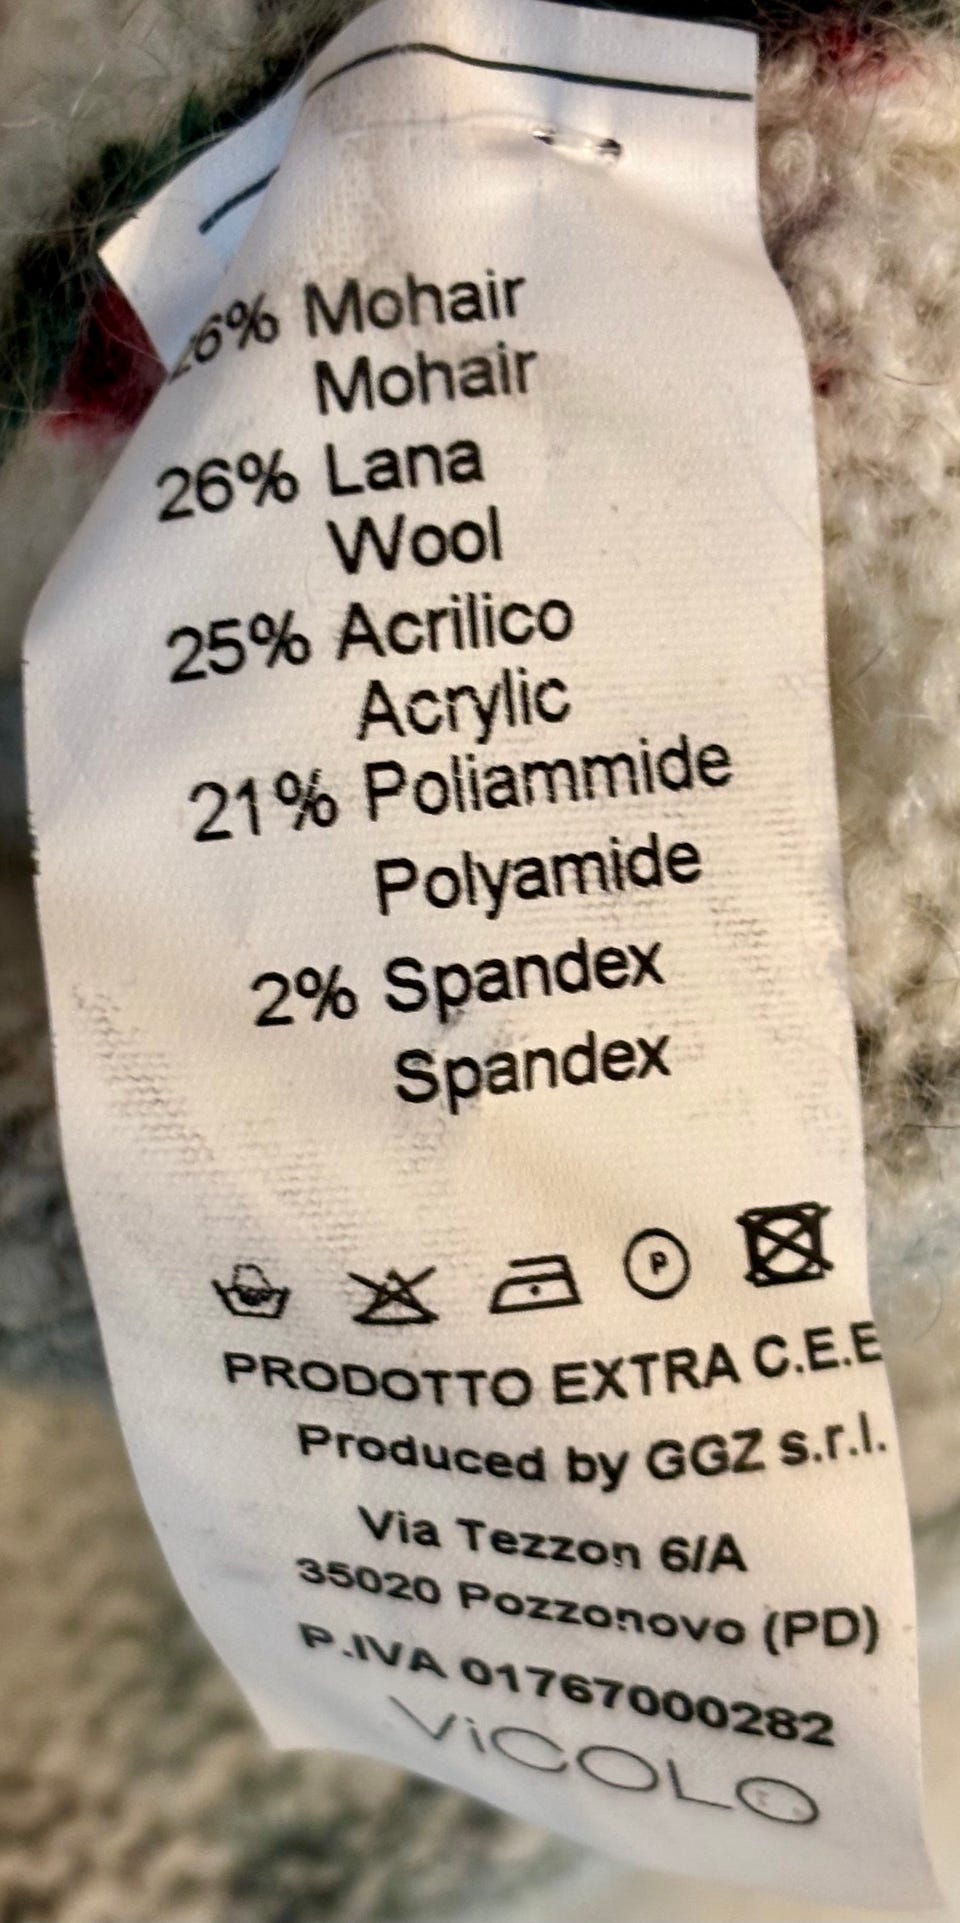 26% Mohair
Mohair
26% Lana
Wool
25% Acrilico
Acrylic
21% Poliammide
Polyamide
2% Spandex
Spandex
P
PRODOTTO EXTRA C.E.E
Produced by GGZ s.r.l.
Via Tezzon 6/A
35020 Pozzonovo (PD)
P.IVA 01767000282
ViCOLO